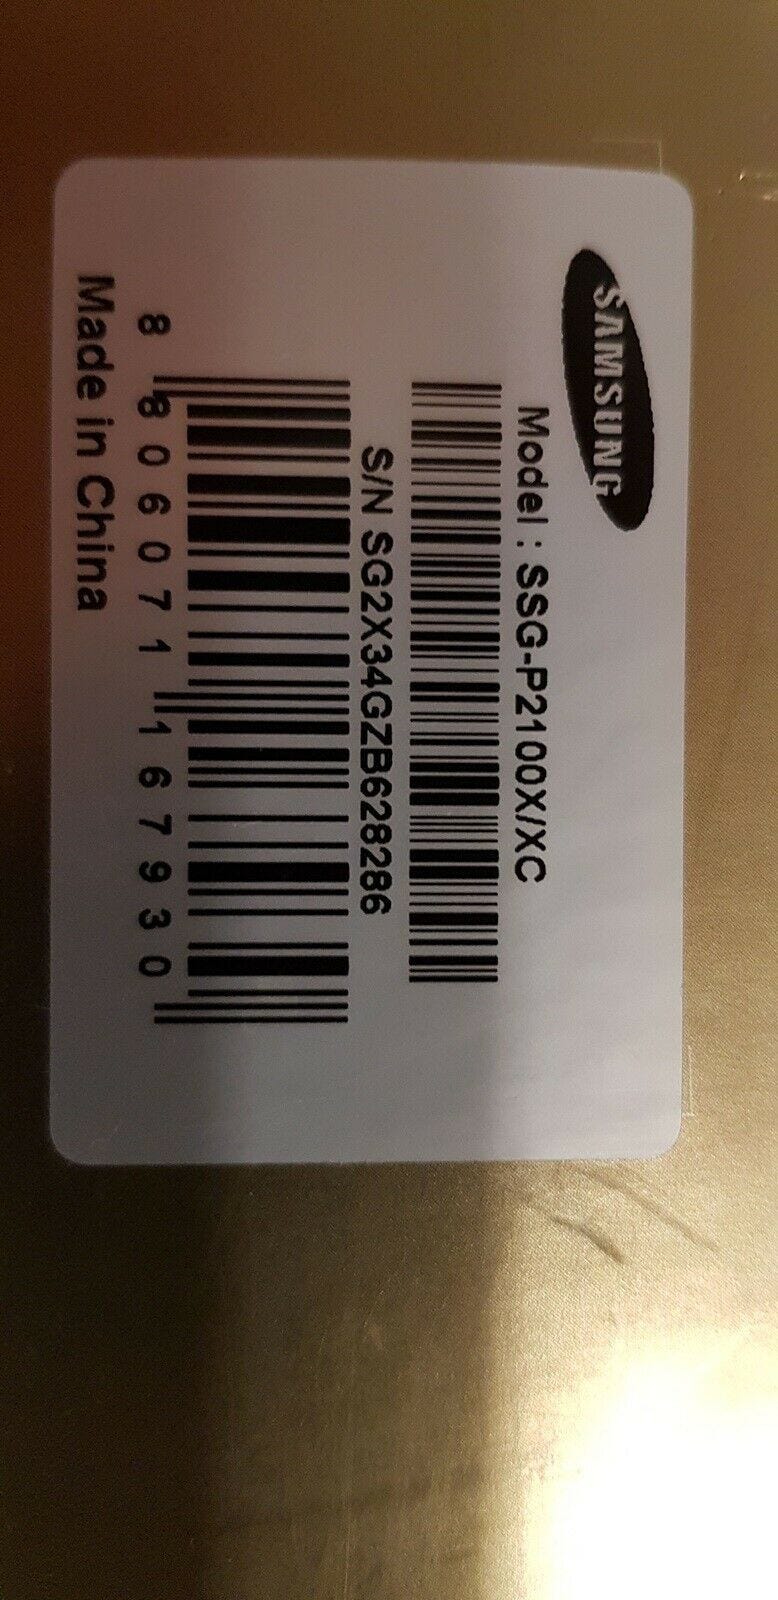 SAMSUNG
Model : SSG-P2100X/XC
S/N SG2X34GZB628286
8 806071 167930
Made in China